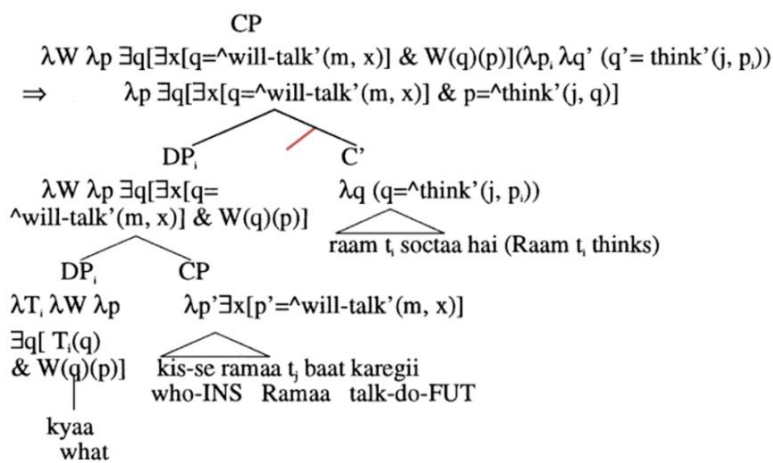 CP
λW λp ∃q[∃x[q=^will-talk’(m, x)] & W(q)(p)](λpᵢ λq’ (q’= think’(j, pᵢ))
⇒ λp ∃q[∃x[q=^will-talk’(m, x)] & p=^think’(j, q)]
DPᵢ C’
λW λp ∃q[∃x[q= λq (q=^think’(j, pᵢ))
^will-talk’(m, x)] & W(q)(p)]
raam tᵢ soctaa hai (Raam tᵢ thinks)
DPᵢ CP
λTᵢ λW λp λp’∃x[p’=^will-talk’(m, x)]
∃q[ Tᵢ(q)
& W(q)(p)] kis-se ramaa tⱼ baat karegii
who-INS Ramaa talk-do-FUT
kyaa
what